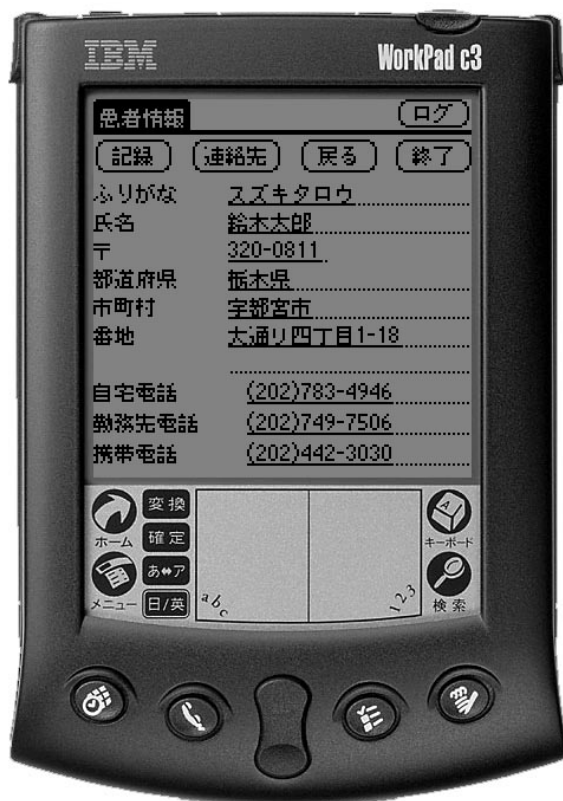 IBM WorkPad c3
患者情報 ログ
記録 連絡先 戻る 終了
ふりがな スズキタロウ
氏名 鈴木太郎
〒 320-0811
都道府県 栃木県
市町村 宇都宮市
番地 大通り四丁目1-18
自宅電話 (202)783-4946
勤務先電話 (202)749-7506
携帯電話 (202)442-3030
変換
確定
ホーム キーボード
あ⇔ア
メニュー 日/英 abc 123 検索